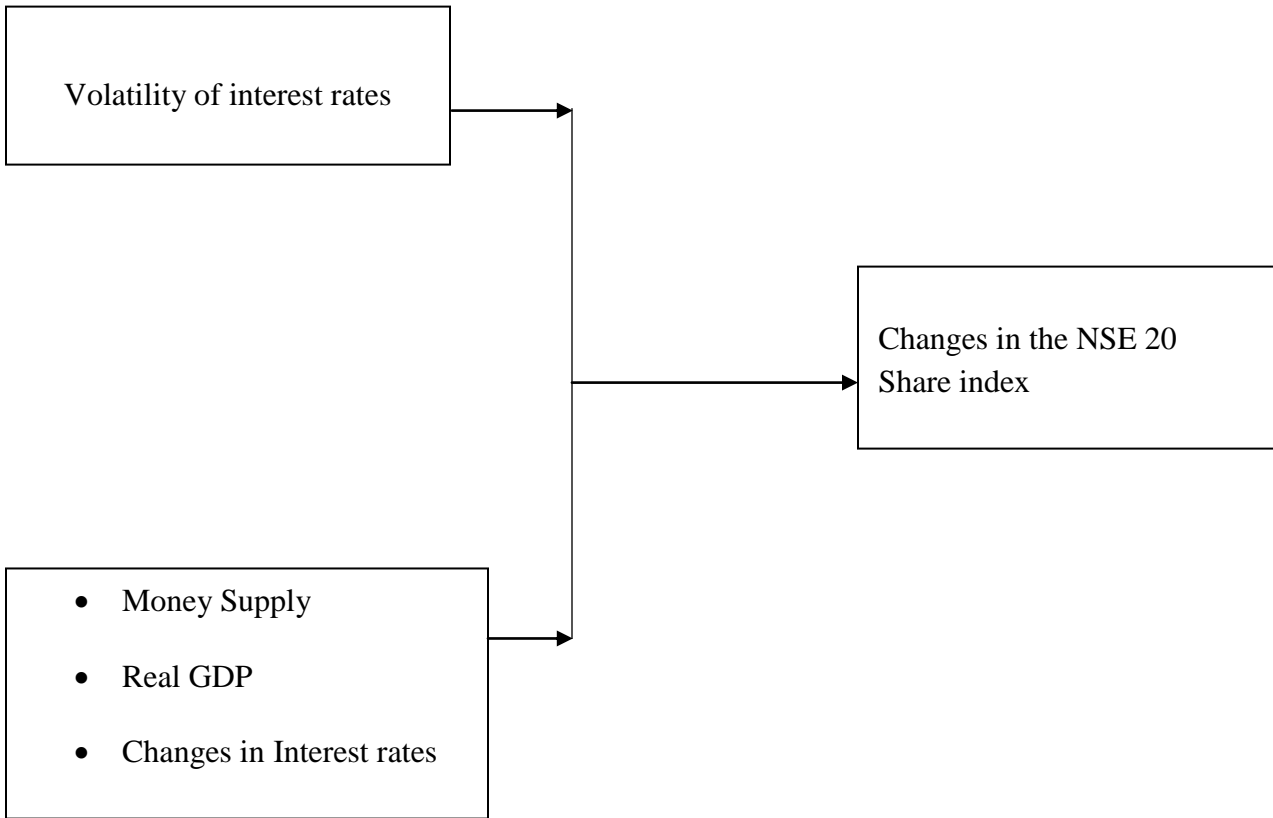 Volatility of interest rates
Changes in the NSE 20
Share index
• Money Supply
• Real GDP
• Changes in Interest rates